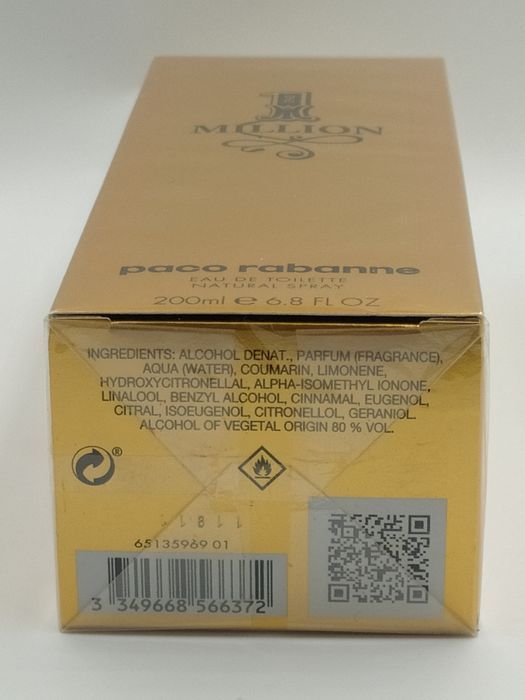 1
MILLION
paco rabanne
EAU DE TOILETTE
NATURAL SPRAY
200ml e 6.8 FL OZ
INGREDIENTS: ALCOHOL DENAT., PARFUM (FRAGRANCE),
AQUA (WATER), COUMARIN, LIMONENE,
HYDROXYCITRONELLAL, ALPHA-ISOMETHYL IONONE,
LINALOOL, BENZYL ALCOHOL, CINNAMAL, EUGENOL,
CITRAL, ISOEUGENOL, CITRONELLOL, GERANIOL.
ALCOHOL OF VEGETAL ORIGIN 80 % VOL.
®
65135969 01
3 349668 566372